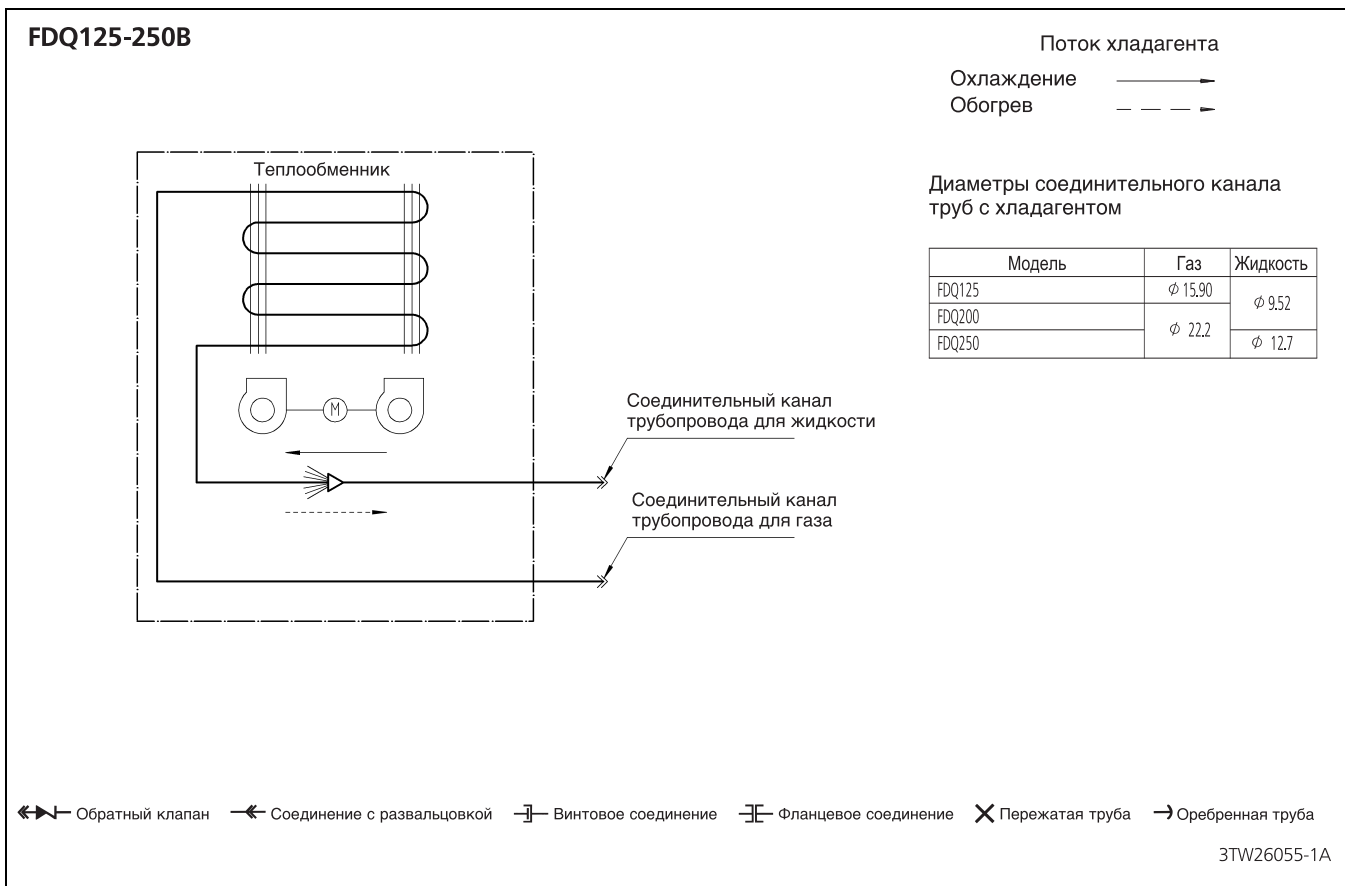 FDQ125-250B
Поток хладагента
Охлаждение
Обогрев
Теплообменник
Диаметры соединительного канала
труб с хладагентом
Модель Газ Жидкость
FDQ125 ϕ 15.90 ϕ 9.52
FDQ200 ϕ 22.2
FDQ250 ϕ 12.7
M
Соединительный канал
трубопровода для жидкости
Соединительный канал
трубопровода для газа
Обратный клапан Соединение с развальцовкой Винтовое соединение Фланцевое соединение Пережатая труба Оребренная труба
3TW26055-1A